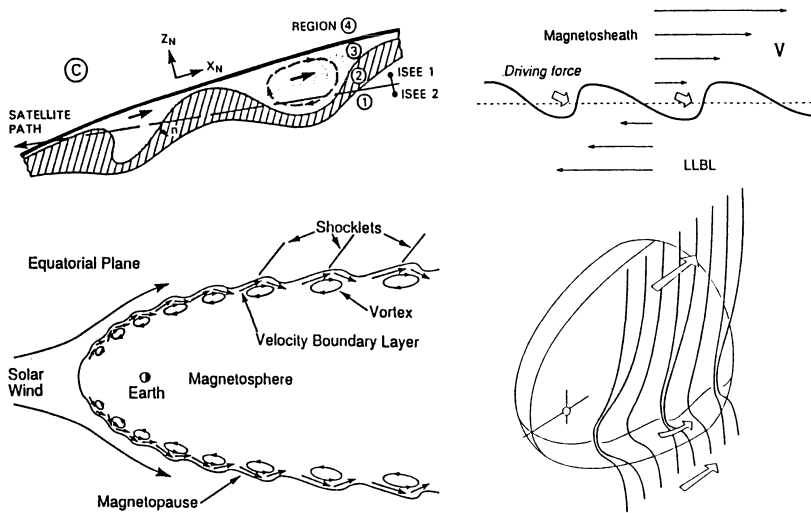 REGION ④
③
②
①
Z_N
X_N
Ⓒ
ISEE 1
ISEE 2
SATELLITE
PATH
n
Magnetosheath
V
Driving force
LLBL
Shocklets
Equatorial Plane
Vortex
Velocity Boundary Layer
Solar
Wind
Earth
Magnetosphere
Magnetopause